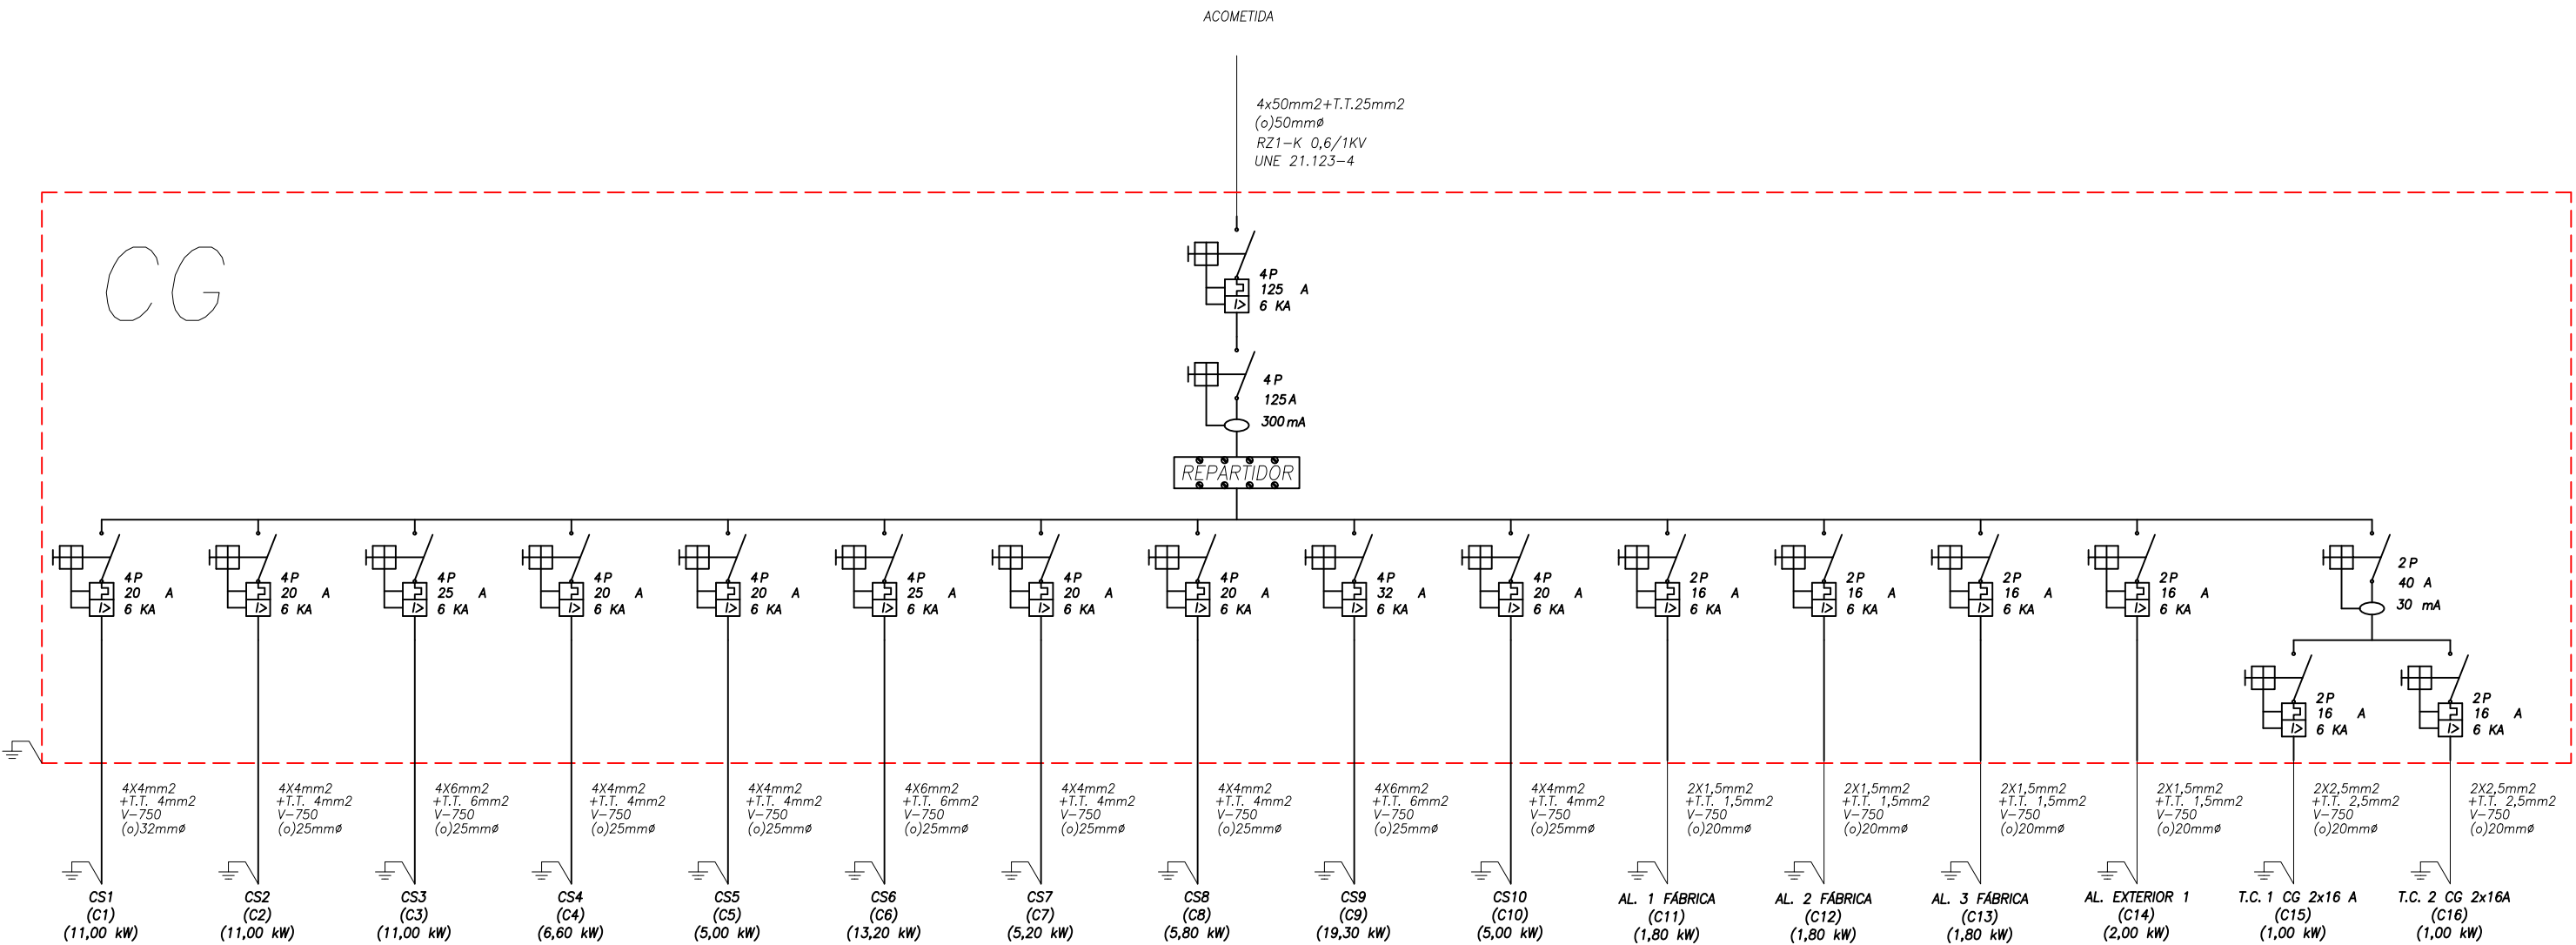 ACOMETIDA
4x50mm2+T.T.25mm2
(o)50mmø
RZ1-K 0,6/1KV
UNE 21.123-4
CG
4P
125 A
I> 6 KA
4P
125A
300mA
REPARTIDOR
4P
20 A
I> 6 KA
4P
20 A
I> 6 KA
4P
25 A
I> 6 KA
4P
20 A
I> 6 KA
4P
20 A
I> 6 KA
4P
25 A
I> 6 KA
4P
20 A
I> 6 KA
4P
20 A
I> 6 KA
4P
32 A
I> 6 KA
4P
20 A
I> 6 KA
2P
16 A
I> 6 KA
2P
16 A
I> 6 KA
2P
16 A
I> 6 KA
2P
16 A
I> 6 KA
2P
40 A
30 mA
2P
16 A
I> 6 KA
2P
16 A
I> 6 KA
4X4mm2
+T.T. 4mm2
V-750
(o)32mmø
4X4mm2
+T.T. 4mm2
V-750
(o)25mmø
4X6mm2
+T.T. 6mm2
V-750
(o)25mmø
4X4mm2
+T.T. 4mm2
V-750
(o)25mmø
4X4mm2
+T.T. 4mm2
V-750
(o)25mmø
4X6mm2
+T.T. 6mm2
V-750
(o)25mmø
4X4mm2
+T.T. 4mm2
V-750
(o)25mmø
4X4mm2
+T.T. 4mm2
V-750
(o)25mmø
4X6mm2
+T.T. 6mm2
V-750
(o)25mmø
4X4mm2
+T.T. 4mm2
V-750
(o)25mmø
2X1,5mm2
+T.T. 1,5mm2
V-750
(o)20mmø
2X1,5mm2
+T.T. 1,5mm2
V-750
(o)20mmø
2X1,5mm2
+T.T. 1,5mm2
V-750
(o)20mmø
2X1,5mm2
+T.T. 1,5mm2
V-750
(o)20mmø
2X2,5mm2
+T.T. 2,5mm2
V-750
(o)20mmø
2X2,5mm2
+T.T. 2,5mm2
V-750
(o)20mmø
CS1
(C1)
(11,00 kW)
CS2
(C2)
(11,00 kW)
CS3
(C3)
(11,00 kW)
CS4
(C4)
(6,60 kW)
CS5
(C5)
(5,00 kW)
CS6
(C6)
(13,20 kW)
CS7
(C7)
(5,20 kW)
CS8
(C8)
(5,80 kW)
CS9
(C9)
(19,30 kW)
CS10
(C10)
(5,00 kW)
AL. 1 FÁBRICA
(C11)
(1,80 kW)
AL. 2 FÁBRICA
(C12)
(1,80 kW)
AL. 3 FÁBRICA
(C13)
(1,80 kW)
AL. EXTERIOR 1
(C14)
(2,00 kW)
T.C. 1 CG 2x16 A
(C15)
(1,00 kW)
T.C. 2 CG 2x16A
(C16)
(1,00 kW)